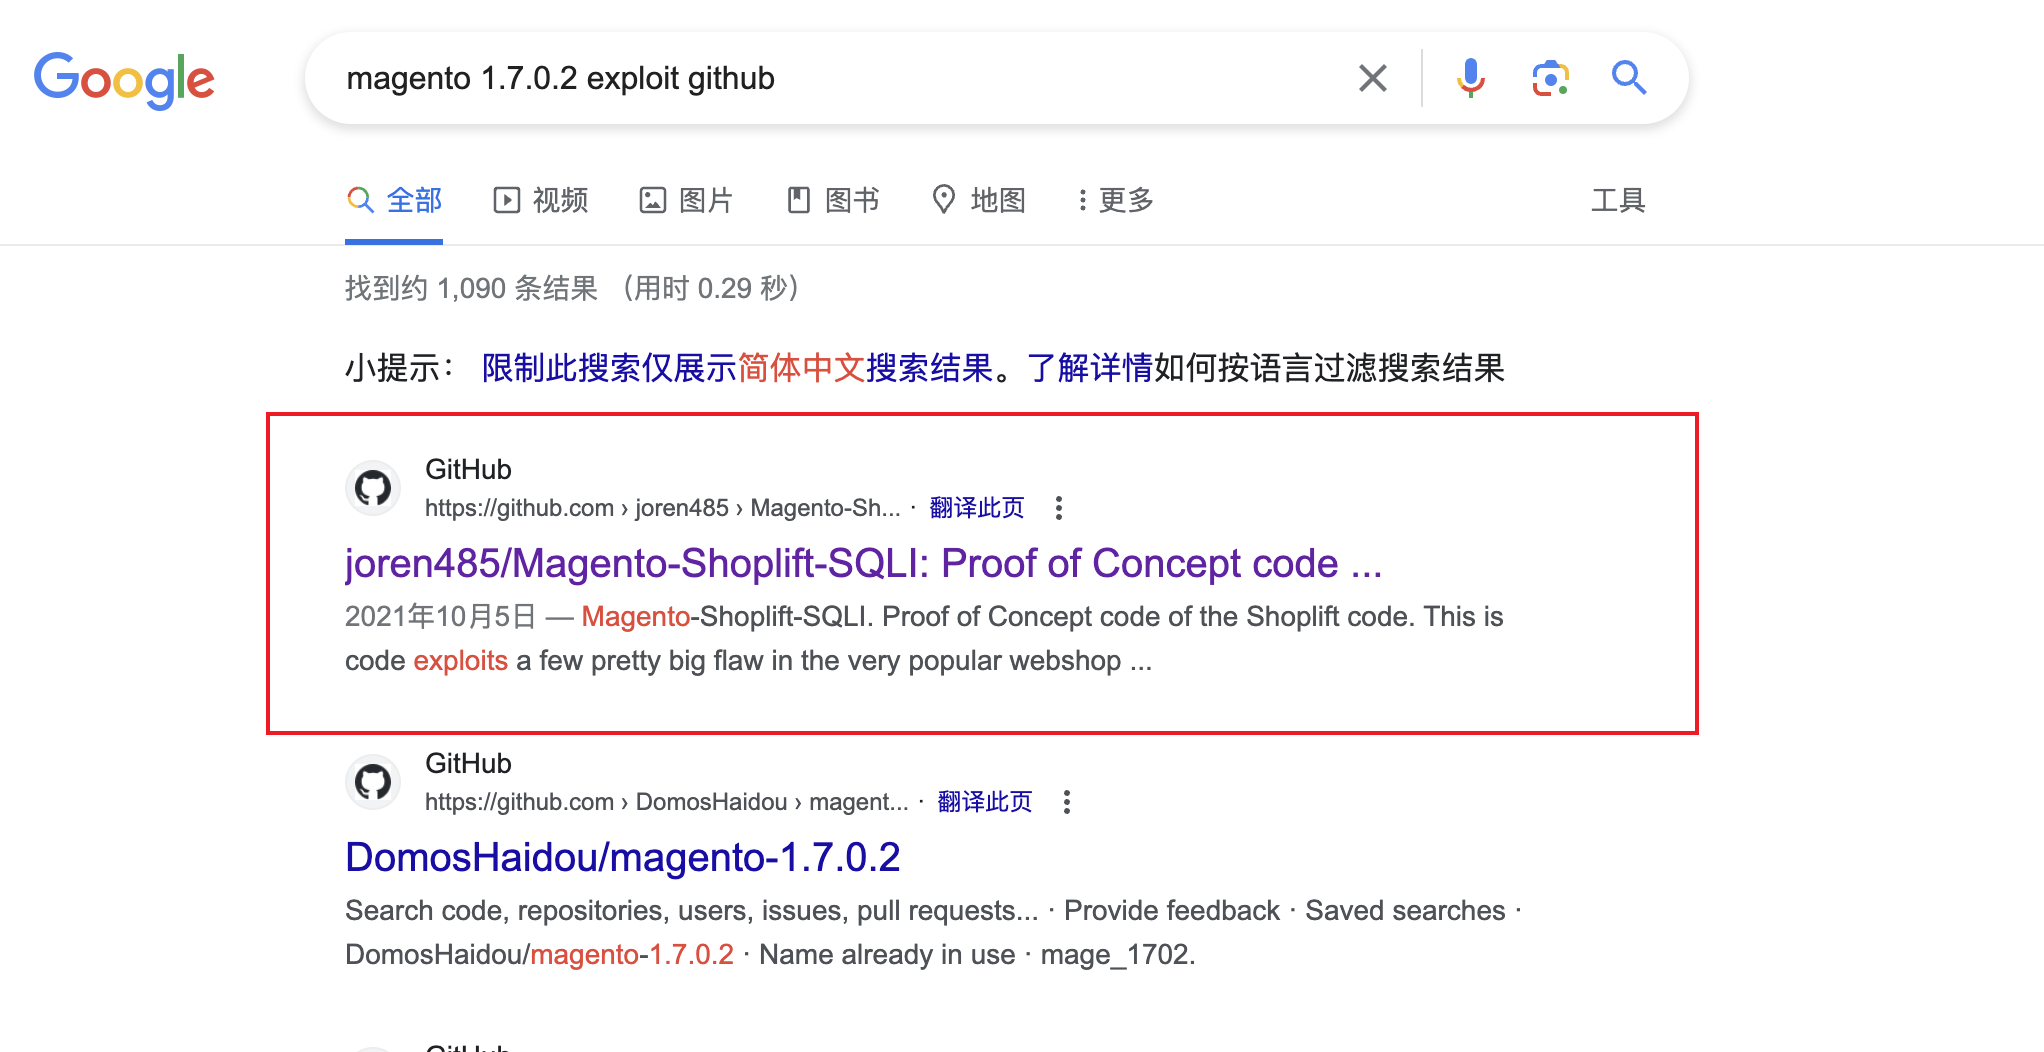 Google
magento 1.7.0.2 exploit github
全部 视频 图片 图书 地图 更多 工具
找到约 1,090 条结果 （用时 0.29 秒）
小提示： 限制此搜索仅展示简体中文搜索结果。了解详情如何按语言过滤搜索结果
GitHub
https://github.com › joren485 › Magento-Sh... · 翻译此页
joren485/Magento-Shoplift-SQLI: Proof of Concept code ...
2021年10月5日 — Magento-Shoplift-SQLI. Proof of Concept code of the Shoplift code. This is
code exploits a few pretty big flaw in the very popular webshop ...
GitHub
https://github.com › DomosHaidou › magent... · 翻译此页
DomosHaidou/magento-1.7.0.2
Search code, repositories, users, issues, pull requests... · Provide feedback · Saved searches ·
DomosHaidou/magento-1.7.0.2 · Name already in use · mage_1702.
GitHub